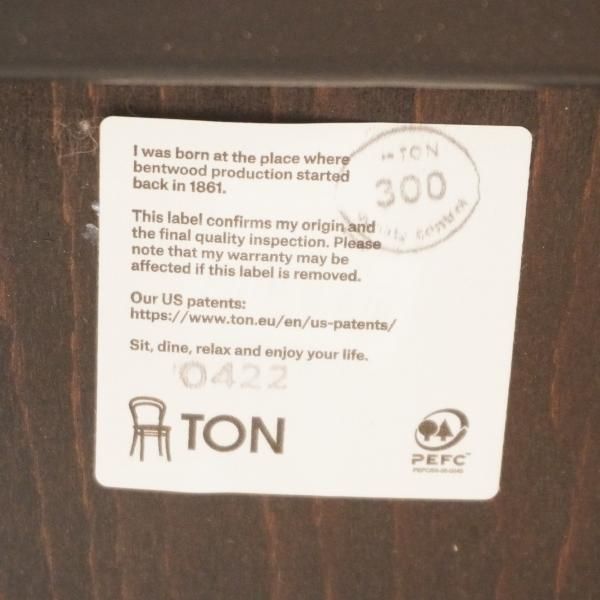 I was born at the place where
bentwood production started
back in 1861.
This label confirms my origin and
the final quality inspection. Please
note that my warranty may be
affected if this label is removed.
Our US patents:
https://www.ton.eu/en/us-patents/
Sit, dine, relax and enjoy your life.
TON
300
control
0422
TON
PEFC™